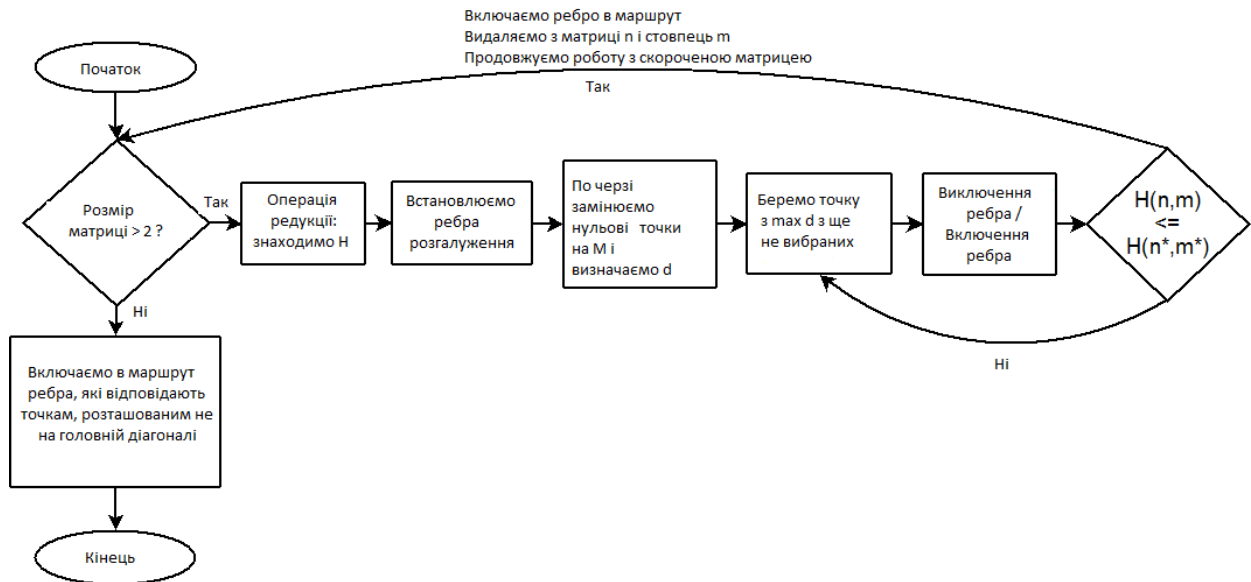 Включаємо ребро в маршрут
Видаляємо з матриці n і стовпець m
Продовжуємо роботу з скороченою матрицею
Так
Початок
Розмір
матриці > 2 ?
Так
Операція
редукції:
знаходимо H
Встановлюємо
ребра
розгалуження
По черзі
замінюємо
нульові точки
на M і
визначаємо d
Беремо точку
з max d з ще
не вибраних
Виключення
ребра /
Включення
ребра
H(n,m)
<=
H(n*,m*)
Ні
Ні
Включаємо в маршрут
ребра, які відповідають
точкам, розташованим не
на головній діагоналі
Кінець